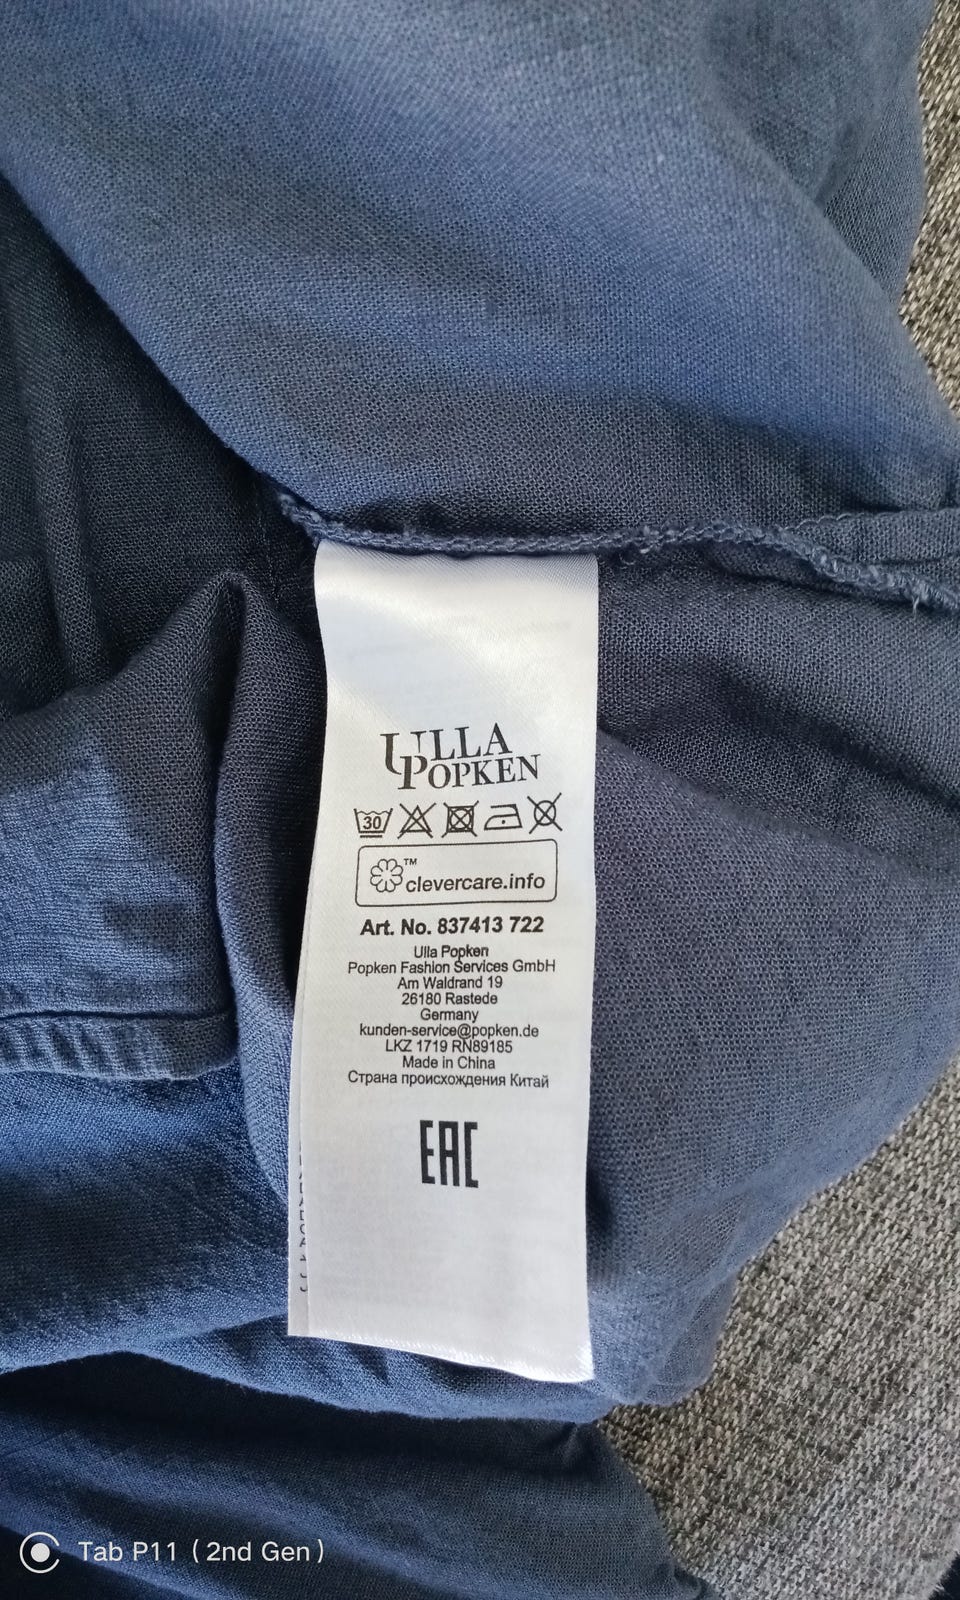 ULLA
POPKEN
30
™
clevercare.info
Art. No. 837413 722
Ulla Popken
Popken Fashion Services GmbH
Am Waldrand 19
26180 Rastede
Germany
kunden-service@popken.de
LKZ 1719 RN89185
Made in China
Страна происхождения Китай
EAC
Tab P11 (2nd Gen)